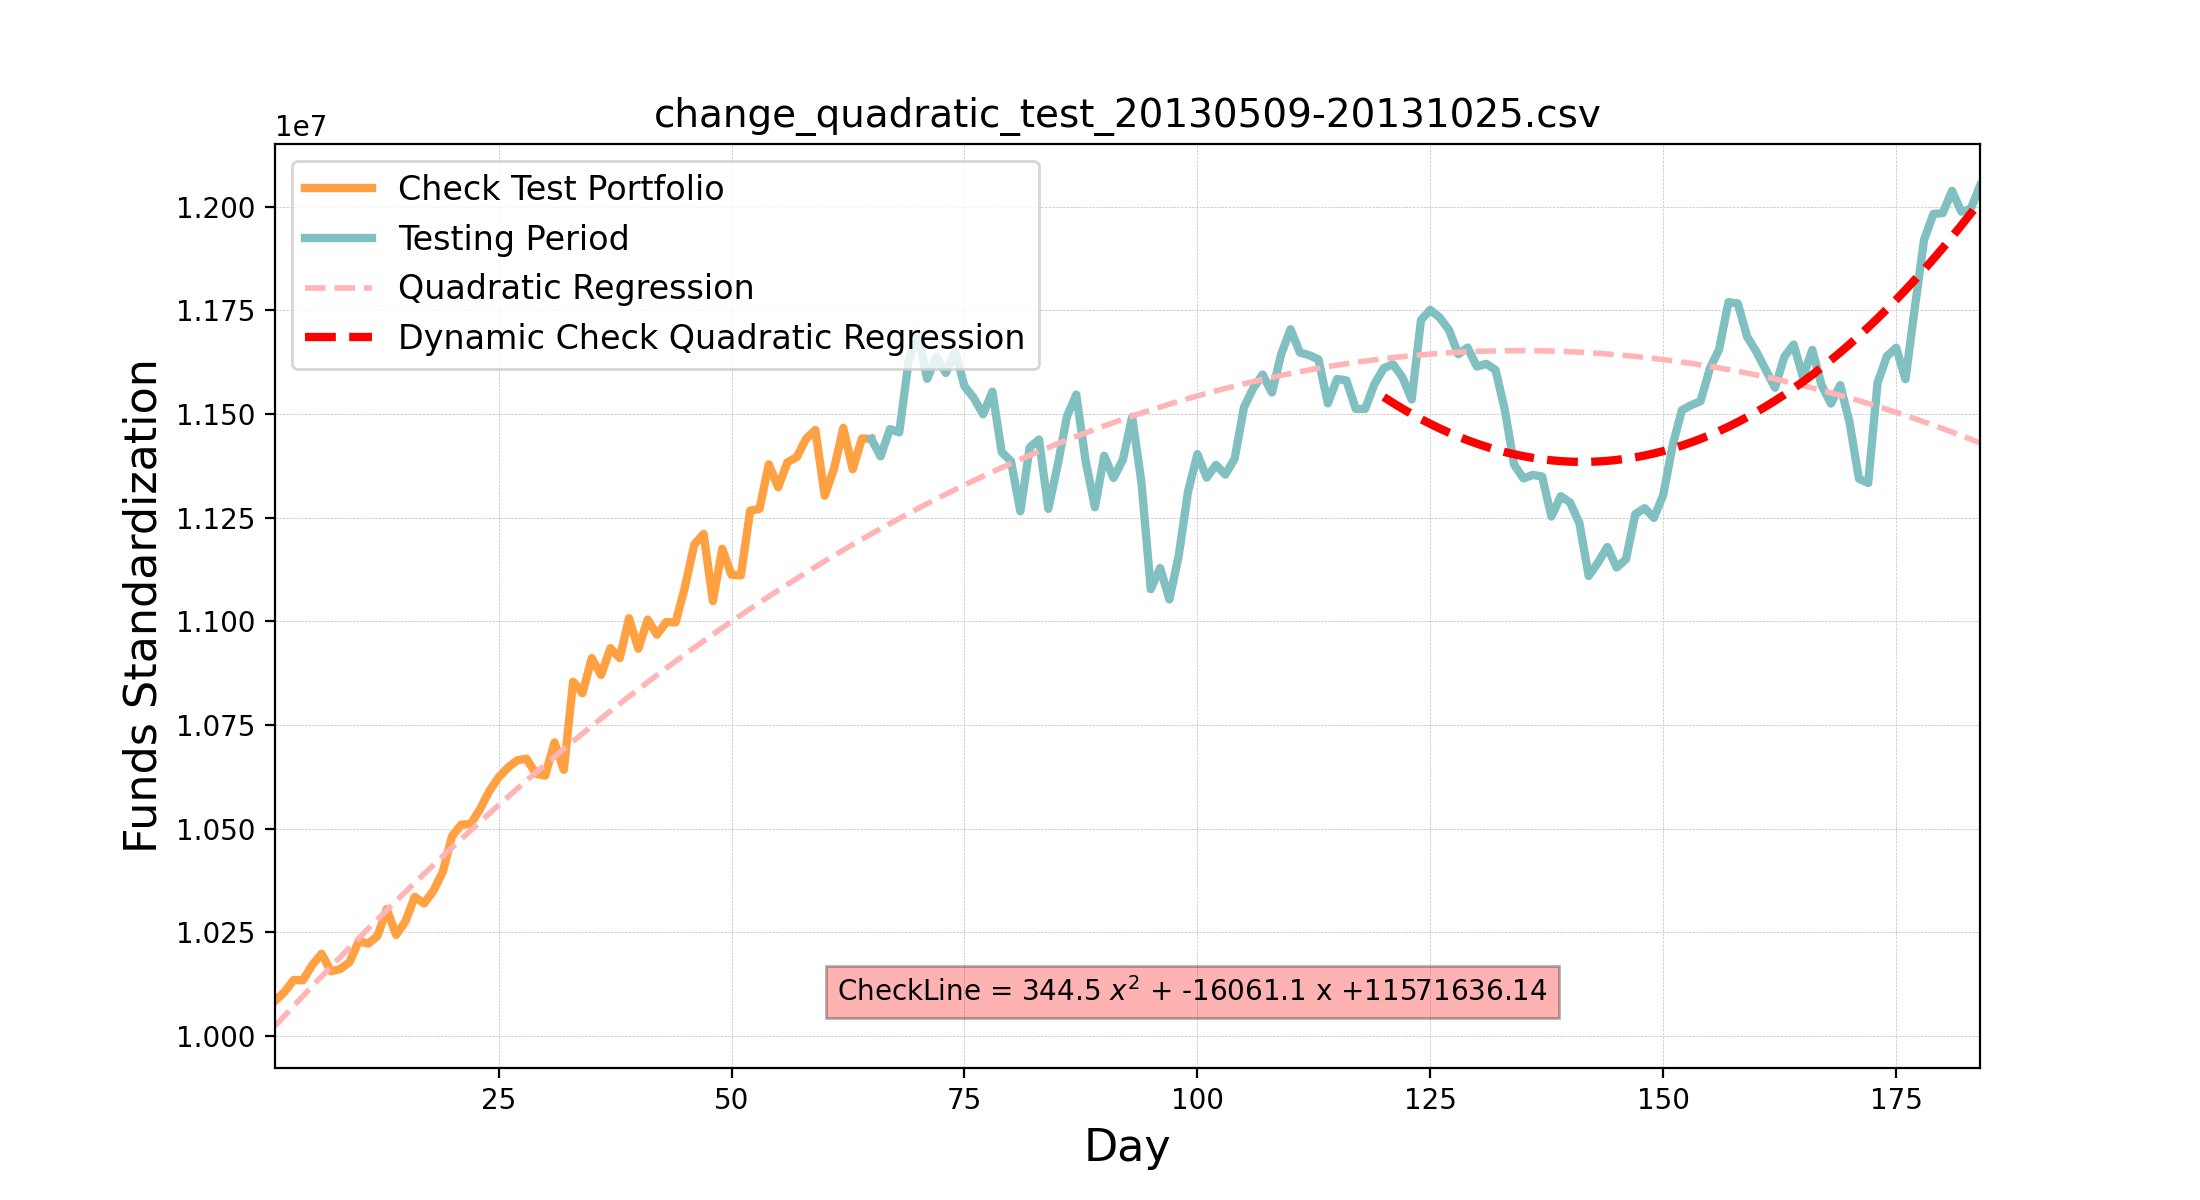 change_quadratic_test_20130509-20131025.csv
1e7
Check Test Portfolio
Testing Period
Quadratic Regression
Dynamic Check Quadratic Regression
1.200
1.175
1.150
1.125
1.100
1.075
1.050
1.025
1.000
Funds Standardization
CheckLine = 344.5 x² + -16061.1 x +11571636.14
25 50 75 100 125 150 175
Day